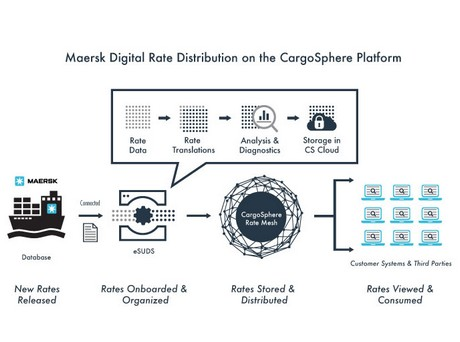 Maersk Digital Rate Distribution on the CargoSphere Platform
Rate
Data
Rate
Translations
Analysis &
Diagnostics
Storage in
CS Cloud
MAERSK
Connected
Database
eSUDS
CargoSphere
Rate Mesh
Customer Systems & Third Parties
New Rates
Released
Rates Onboarded &
Organized
Rates Stored &
Distributed
Rates Viewed &
Consumed